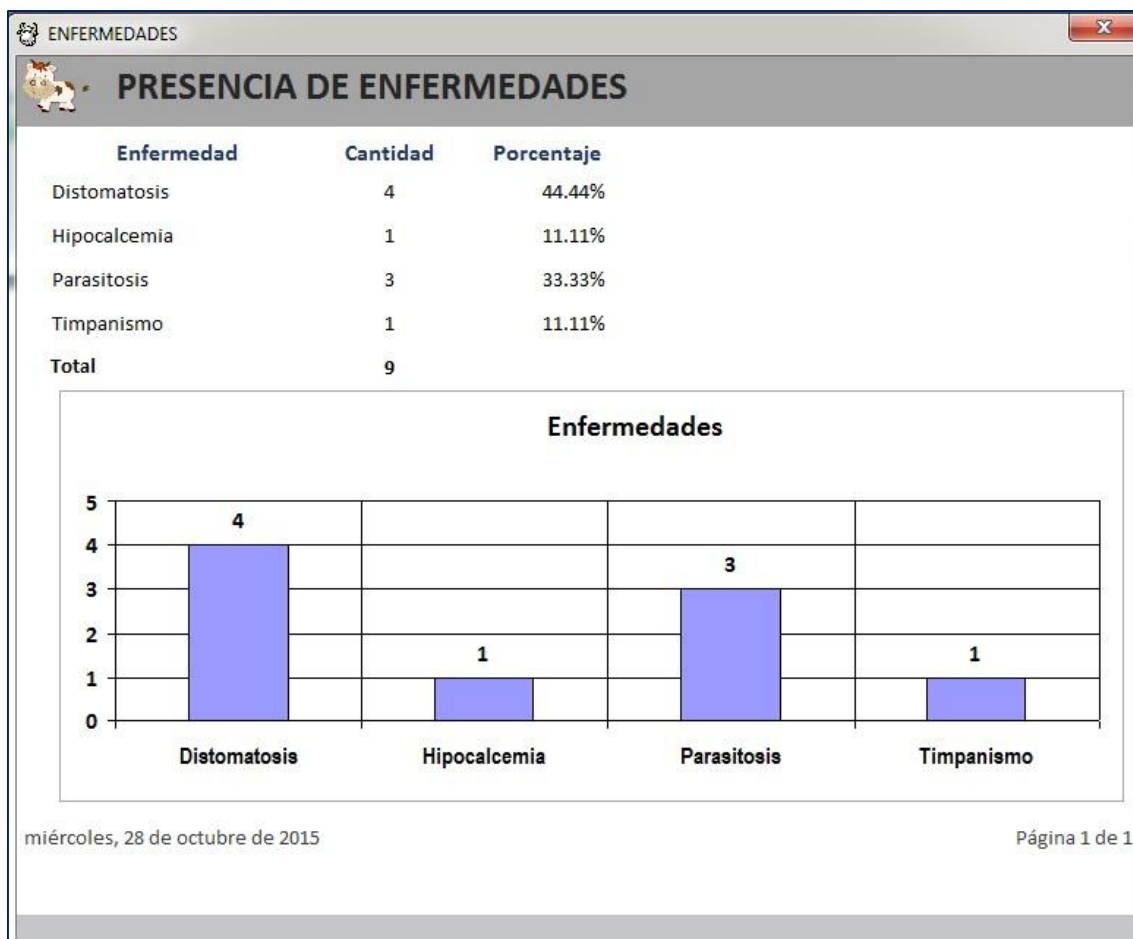 ENFERMEDADES
PRESENCIA DE ENFERMEDADES
Enfermedad Cantidad Porcentaje
Distomatosis 4 44.44%
Hipocalcemia 1 11.11%
Parasitosis 3 33.33%
Timpanismo 1 11.11%
Total 9
Enfermedades
5
4
4
3
3
2
1
1
1
0
Distomatosis Hipocalcemia Parasitosis Timpanismo
miércoles, 28 de octubre de 2015 Página 1 de 1